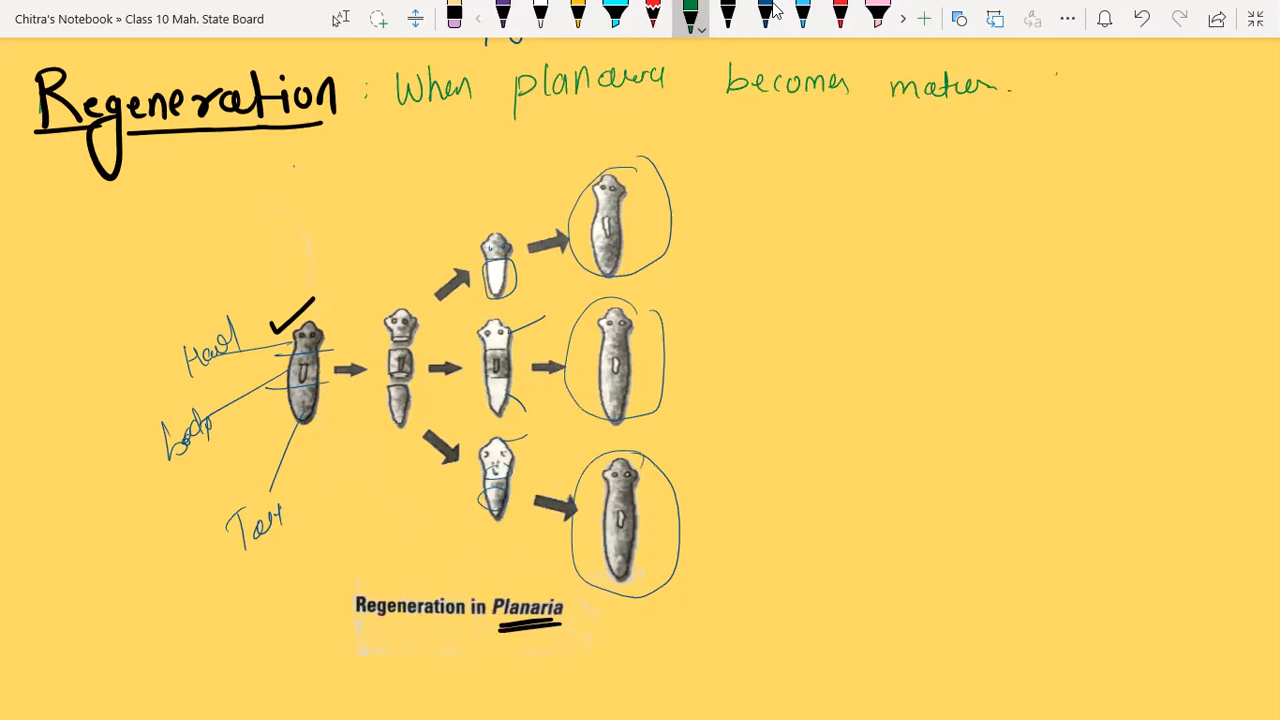 Chitra's Notebook » Class 10 Mah. State Board
Regeneration : When planaria becomes mature.
Head
body
Tail
Regeneration in Planaria